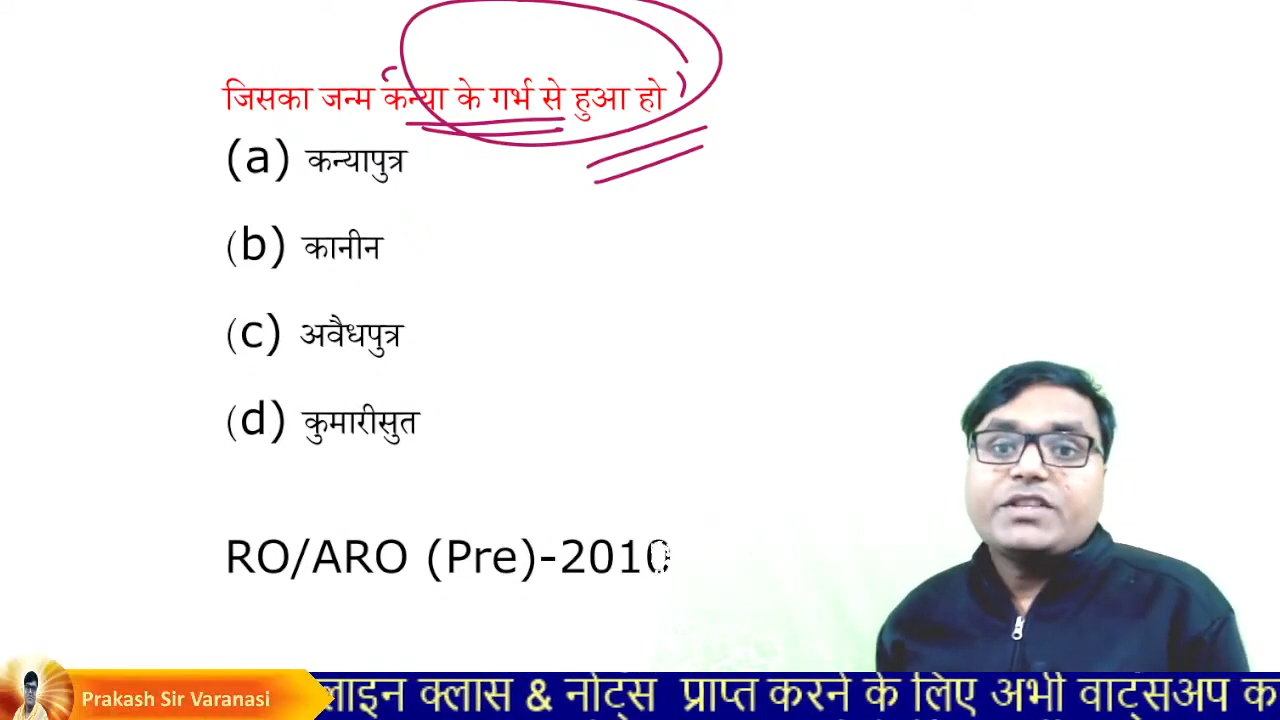 जिसका जन्म कन्या के गर्भ से हुआ हो
(a) कन्यापुत्र
(b) कानीन
(c) अवैधपुत्र
(d) कुमारीसुत
RO/ARO (Pre)-2010
Prakash Sir Varanasi
लाइन क्लास & नोट्स प्राप्त करने के लिए अभी वाट्सअप क